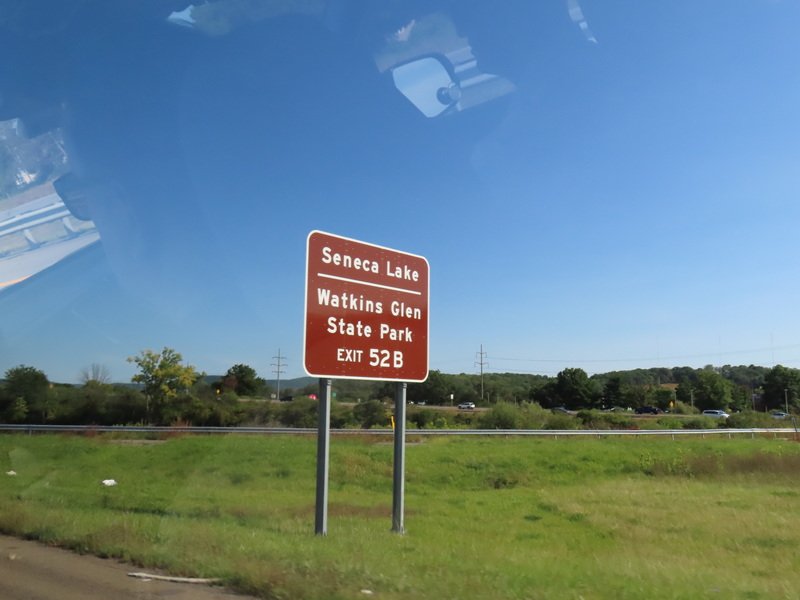 Seneca Lake
Watkins Glen
State Park
EXIT 52B